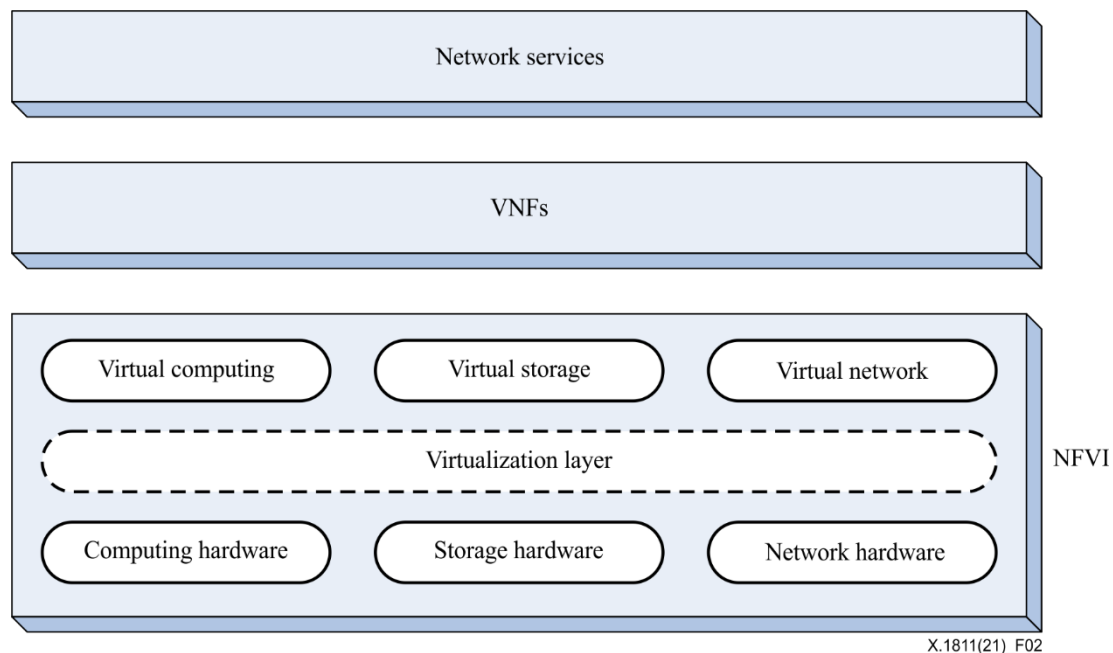 Network services
VNFs
Virtual computing
Virtual storage
Virtual network
Virtualization layer
NFVI
Computing hardware
Storage hardware
Network hardware
X.1811(21)_F02